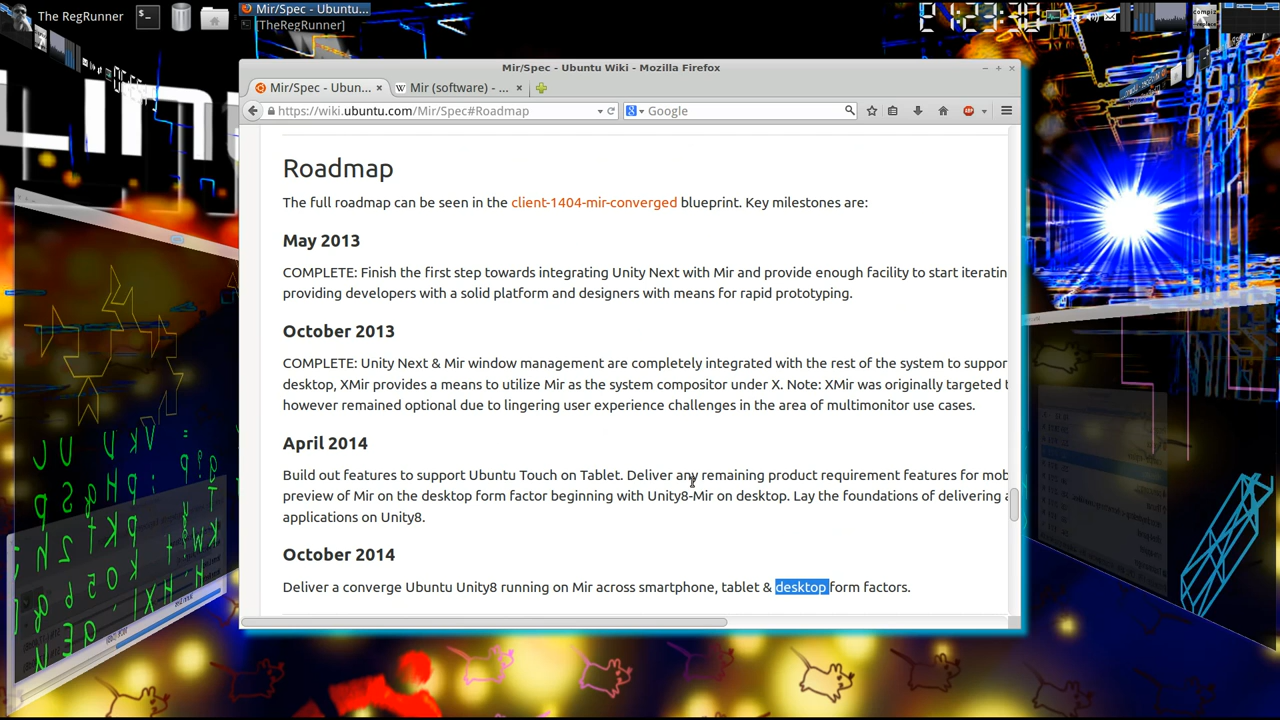 The RegRunner
Mir/Spec - Ubuntu...
[TheRegRunner]
Mir/Spec - Ubuntu Wiki - Mozilla Firefox
Mir/Spec - Ubun...
Mir (software) - ...
https://wiki.ubuntu.com/Mir/Spec#Roadmap
Google
Roadmap
The full roadmap can be seen in the client-1404-mir-converged blueprint. Key milestones are:
May 2013
COMPLETE: Finish the first step towards integrating Unity Next with Mir and provide enough facility to start iteratin
providing developers with a solid platform and designers with means for rapid prototyping.
October 2013
COMPLETE: Unity Next & Mir window management are completely integrated with the rest of the system to suppor
desktop, XMir provides a means to utilize Mir as the system compositor under X. Note: XMir was originally targeted t
however remained optional due to lingering user experience challenges in the area of multimonitor use cases.
April 2014
Build out features to support Ubuntu Touch on Tablet. Deliver any remaining product requirement features for mob
preview of Mir on the desktop form factor beginning with Unity8-Mir on desktop. Lay the foundations of delivering a
applications on Unity8.
October 2014
Deliver a converge Ubuntu Unity8 running on Mir across smartphone, tablet & desktop form factors.